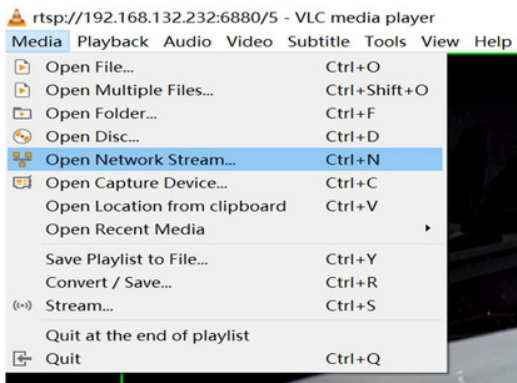 rtsp://192.168.132.232:6880/5 - VLC media player
Media Playback Audio Video Subtitle Tools View Help
Open File... Ctrl+O
Open Multiple Files... Ctrl+Shift+O
Open Folder... Ctrl+F
Open Disc... Ctrl+D
Open Network Stream... Ctrl+N
Open Capture Device... Ctrl+C
Open Location from clipboard Ctrl+V
Open Recent Media
Save Playlist to File... Ctrl+Y
Convert / Save... Ctrl+R
Stream... Ctrl+S
Quit at the end of playlist
Quit Ctrl+Q